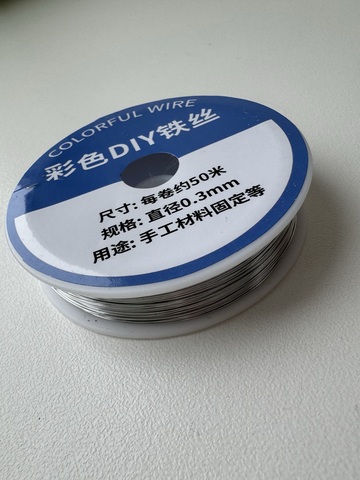 COLORFUL WIRE
彩色DIY铁丝
尺寸: 每卷约50米
规格: 直径0.3mm
用途: 手工材料固定等